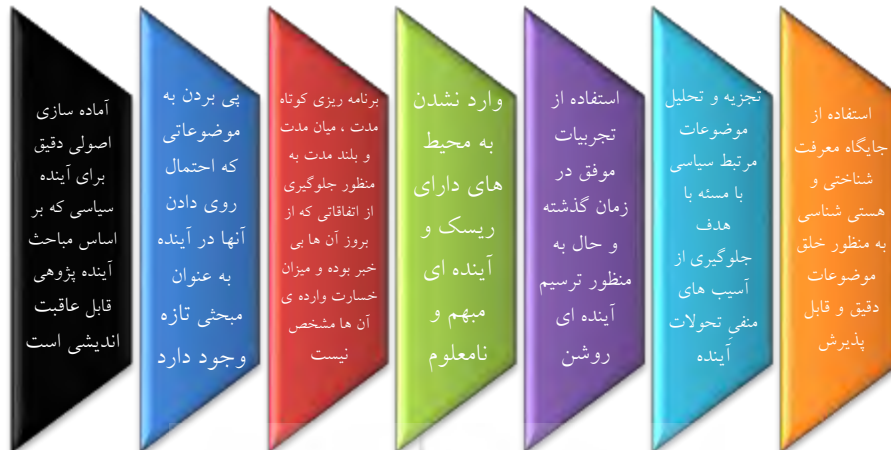 استفاده از
جایگاه معرفت
شناختی و
هستی شناسی
به منظور خلق
موضوعات
دقیق و قابل
پذیرش
تجزیه و تحلیل
موضوعات
مرتبط سیاسی
با مسئه با
هدف
جلوگیری از
آسیب های
منفیِ تحولات
آینده
استفاده از
تجربیات
موفق در
زمان گذشته
و حال به
منظور ترسیم
آینده ای
روشن
وارد نشدن
به محیط
های دارای
ریسک و
آینده ای
مبهم و
نامعلوم
برنامه ریزی کوتاه
مدت ، میان مدت
و بلند مدت به
منظور جلوگیری
از اتفاقاتی که از
بروز آن ها بی
خبر بوده و میزان
خسارت وارده ی
آن ها مشخص
نیست
پی بردن به
موضوعاتی
که احتمال
روی دادن
آنها در آینده
به عنوان
مبحثی تازه
وجود دارد
آماده سازی
اصولی دقیق
برای آینده
سیاسی که بر
اساس مباحث
آینده پژوهی
قابل عاقبت
اندیشی است